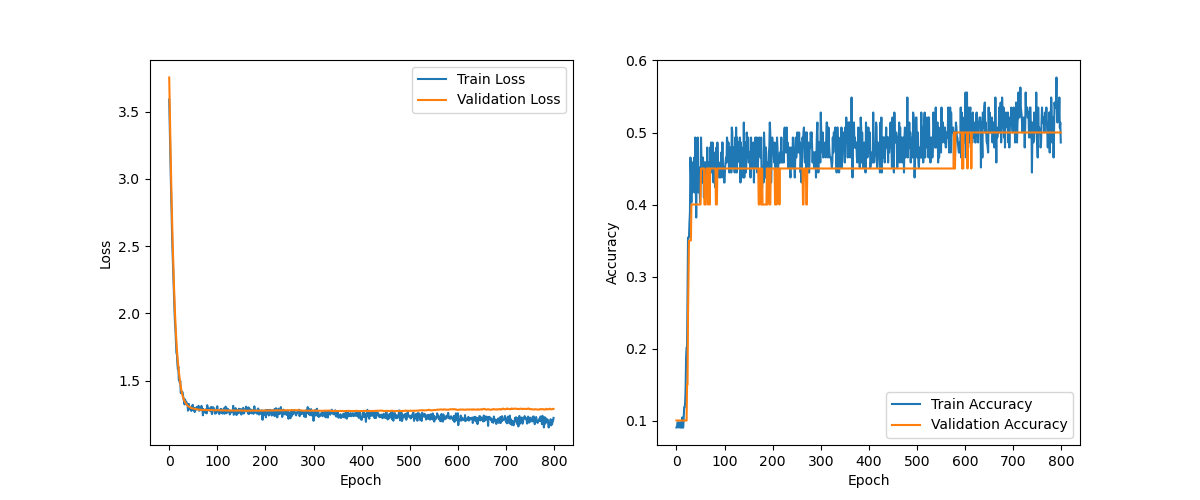 Train Loss
Validation Loss
3.5
3.0
2.5
2.0
1.5
Loss
0 100 200 300 400 500 600 700 800
Epoch
0.6
0.5
0.4
0.3
0.2
0.1
Accuracy
Train Accuracy
Validation Accuracy
0 100 200 300 400 500 600 700 800
Epoch